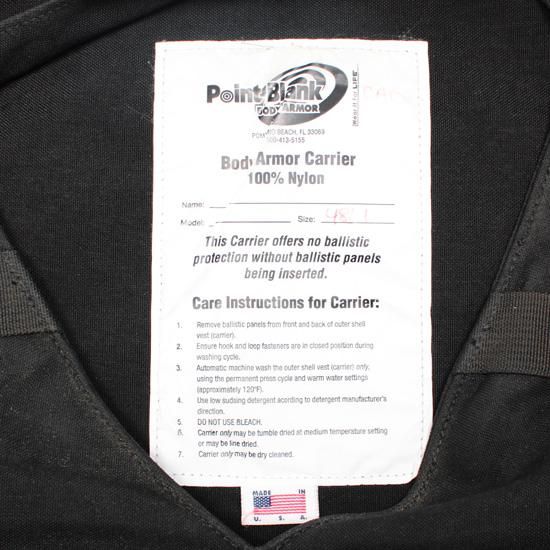 Point Blank
BODY ARMOR
Wear it for LIFE
POMPANO BEACH, FL 33069
800-413-5155
Body Armor Carrier
100% Nylon
Name:
Model: Size:
This Carrier offers no ballistic
protection without ballistic panels
being inserted.
Care Instructions for Carrier:
1. Remove ballistic panels from front and back of outer shell
vest (carrier).
2. Ensure hook and loop fasteners are in closed position during
washing cycle.
3. Automatic machine wash the outer shell vest (carrier) only,
using the permanent press cycle and warm water settings
(approximately 120°F).
4. Use low sudsing detergent acording to detergent manufacturer's
direction.
5. DO NOT USE BLEACH.
6. Carrier only may be tumble dried at medium temperature setting
or may be line dried.
7. Carrier only may be dry cleaned.
MADE IN
U. S. A.